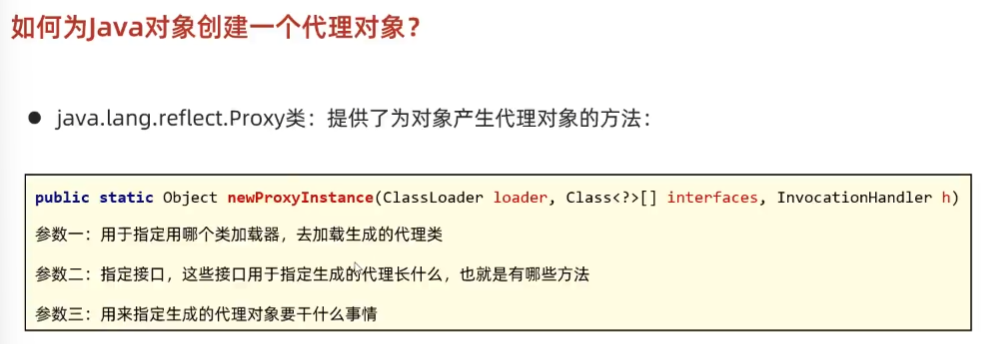 如何为Java对象创建一个代理对象？
● java.lang.reflect.Proxy类：提供了为对象产生代理对象的方法：
public static Object newProxyInstance(ClassLoader loader, Class<?>[] interfaces, InvocationHandler h)
参数一：用于指定用哪个类加载器，去加载生成的代理类
参数二：指定接口，这些接口用于指定生成的代理长什么，也就是有哪些方法
参数三：用来指定生成的代理对象要干什么事情